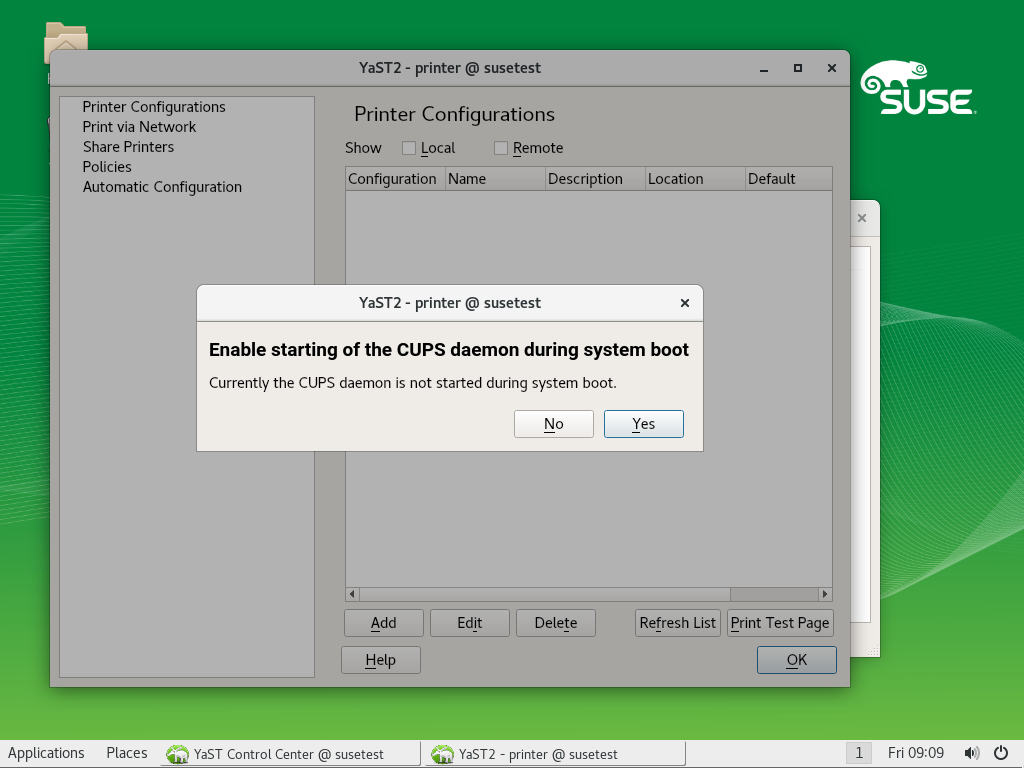 YaST2 - printer @ susetest
Printer Configurations
Print via Network
Share Printers
Policies
Automatic Configuration
Printer Configurations
Show Local Remote
Configuration Name Description Location Default
YaST2 - printer @ susetest
Enable starting of the CUPS daemon during system boot
Currently the CUPS daemon is not started during system boot.
No Yes
Add Edit Delete Refresh List Print Test Page
Help OK
SUSE
Applications Places YaST Control Center @ susetest YaST2 - printer @ susetest 1 Fri 09:09